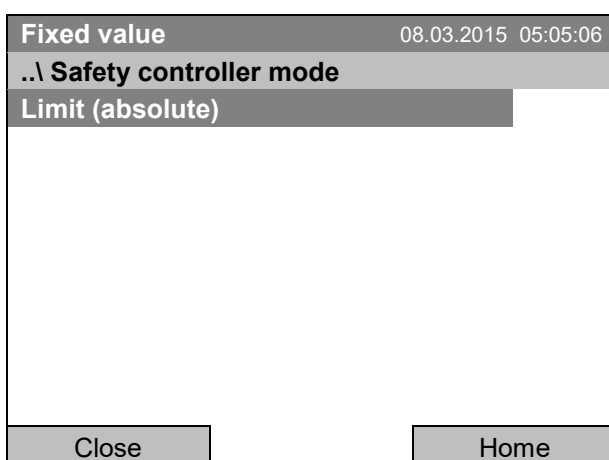 Fixed value 08.03.2015 05:05:06
..\ Safety controller mode
Limit (absolute)
Close Home